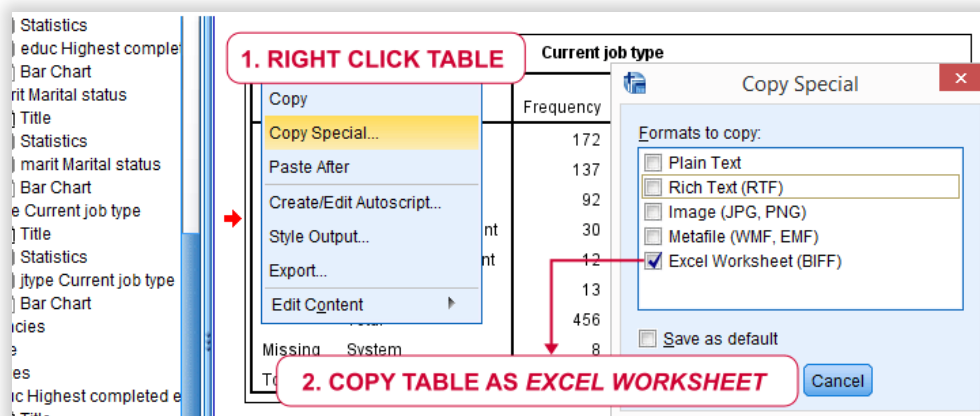 Statistics
educ Highest complet
Bar Chart
rit Marital status
Title
Statistics
marit Marital status
Bar Chart
e Current job type
Title
Statistics
jtype Current job type
Bar Chart
ncies
e
es
uc Highest completed e
Title
1. RIGHT CLICK TABLE
Current job type
Frequency
172
137
92
nt 30
nt 12
13
Total 456
Missing System 8
Copy
Copy Special...
Paste After
Create/Edit Autoscript...
Style Output...
Export...
Edit Content
Copy Special
Formats to copy:
Plain Text
Rich Text (RTF)
Image (JPG, PNG)
Metafile (WMF, EMF)
Excel Worksheet (BIFF)
Save as default
Cancel
2. COPY TABLE AS EXCEL WORKSHEET